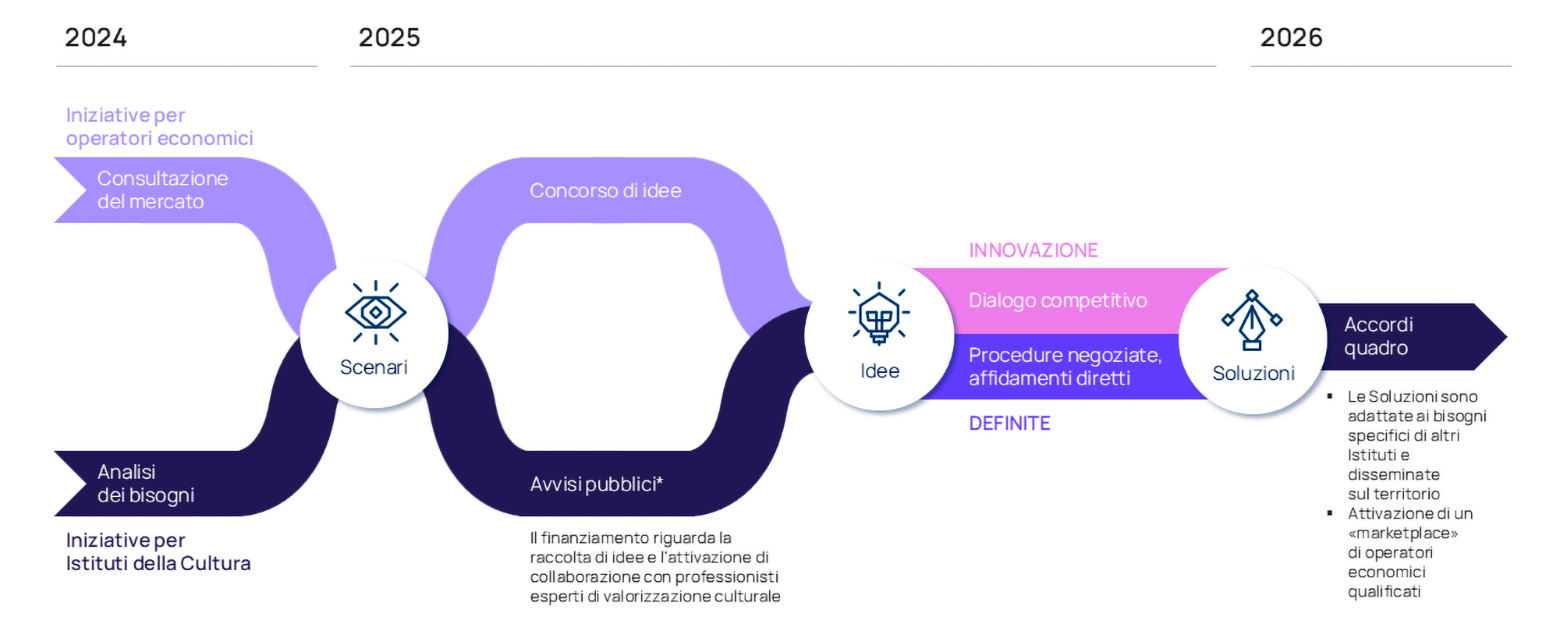 2024
2025
2026
Iniziative per
operatori economici
Consultazione
del mercato
Concorso di idee
Scenari
Analisi
dei bisogni
Iniziative per
Istituti della Cultura
Avvisi pubblici*
Il finanziamento riguarda la
raccolta di idee e l'attivazione di
collaborazione con professionisti
esperti di valorizzazione culturale
Idee
INNOVAZIONE
Dialogo competitivo
Procedure negoziate,
affidamenti diretti
DEFINITE
Soluzioni
Accordi
quadro
▪ Le Soluzioni sono
adattate ai bisogni
specifici di altri
Istituti e
disseminate
sul territorio
▪ Attivazione di un
«marketplace»
di operatori
economici
qualificati